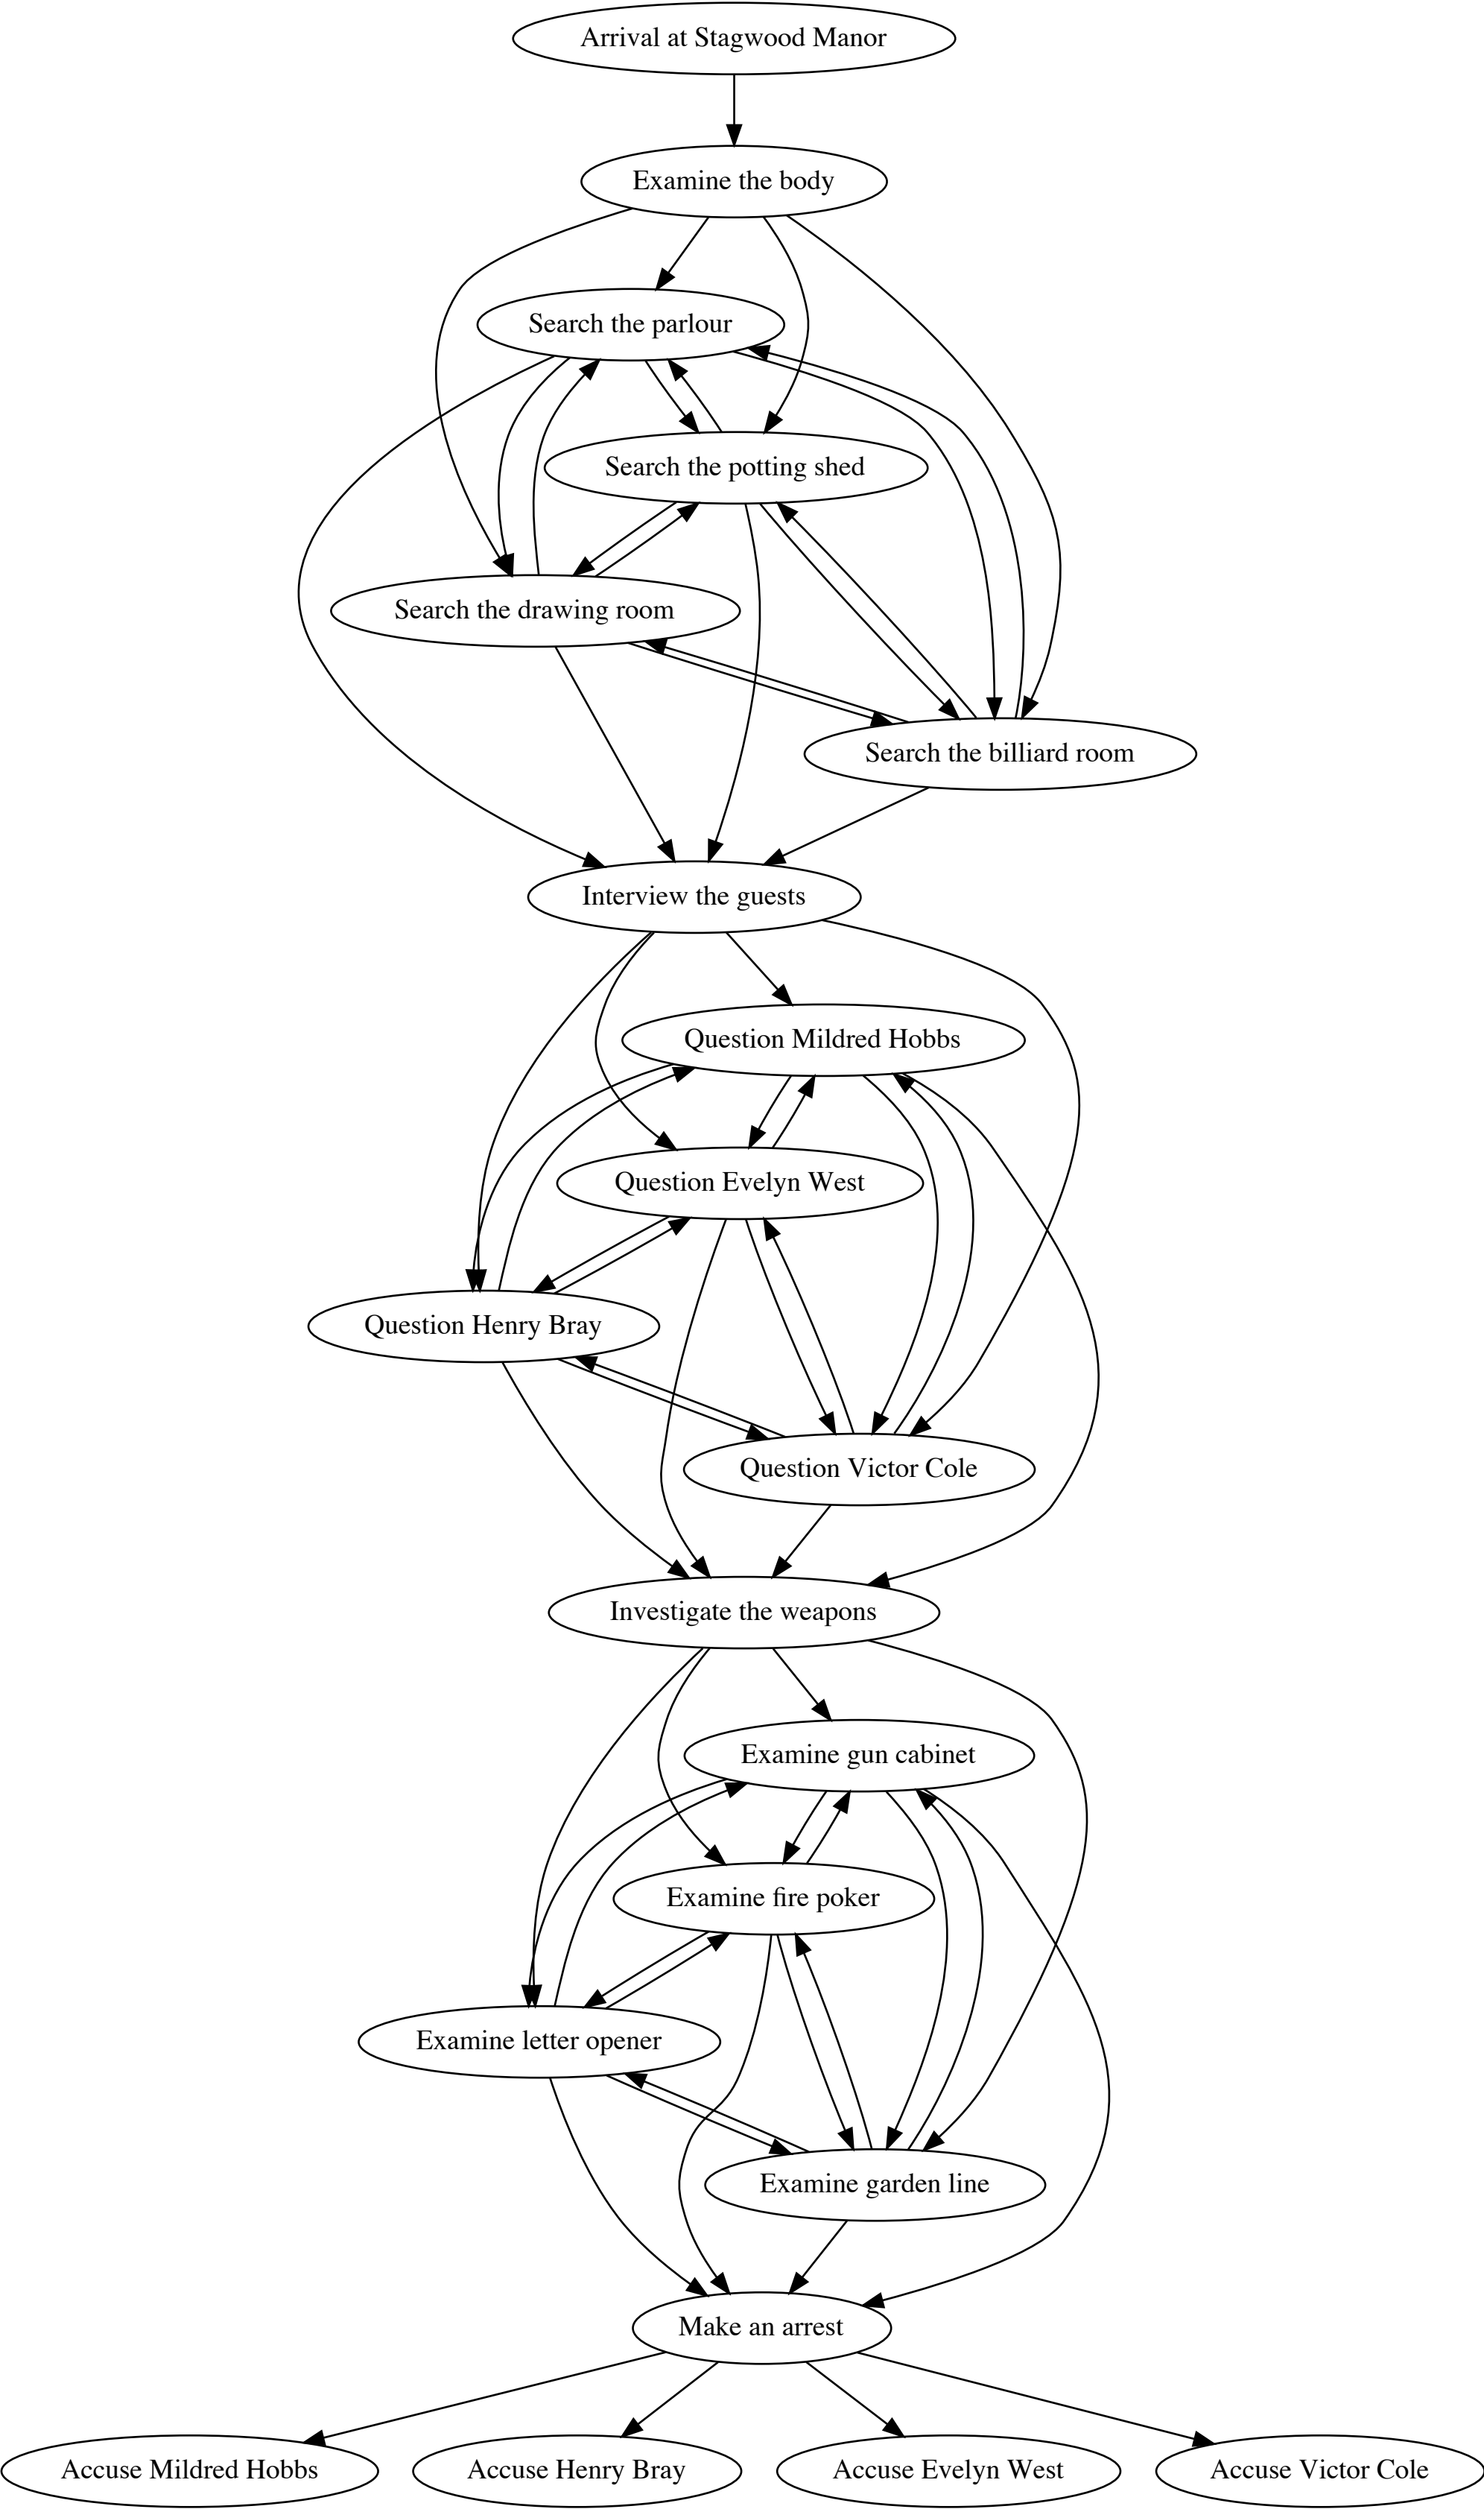 Arrival at Stagwood Manor
Examine the body
Search the parlour
Search the potting shed
Search the drawing room
Search the billiard room
Interview the guests
Question Mildred Hobbs
Question Evelyn West
Question Henry Bray
Question Victor Cole
Investigate the weapons
Examine gun cabinet
Examine fire poker
Examine letter opener
Examine garden line
Make an arrest
Accuse Mildred Hobbs
Accuse Henry Bray
Accuse Evelyn West
Accuse Victor Cole